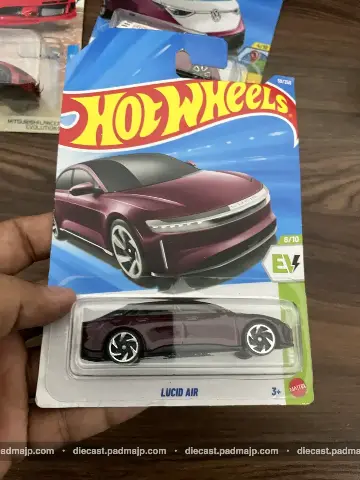 MITSUBISHI LANCER
EVOLUTION
HOT WHEELS
8/10
EV
LUCID AIR
3+
MATTEL
padmajp.com • diecast.padmajp.com • diecast.padmajp.com